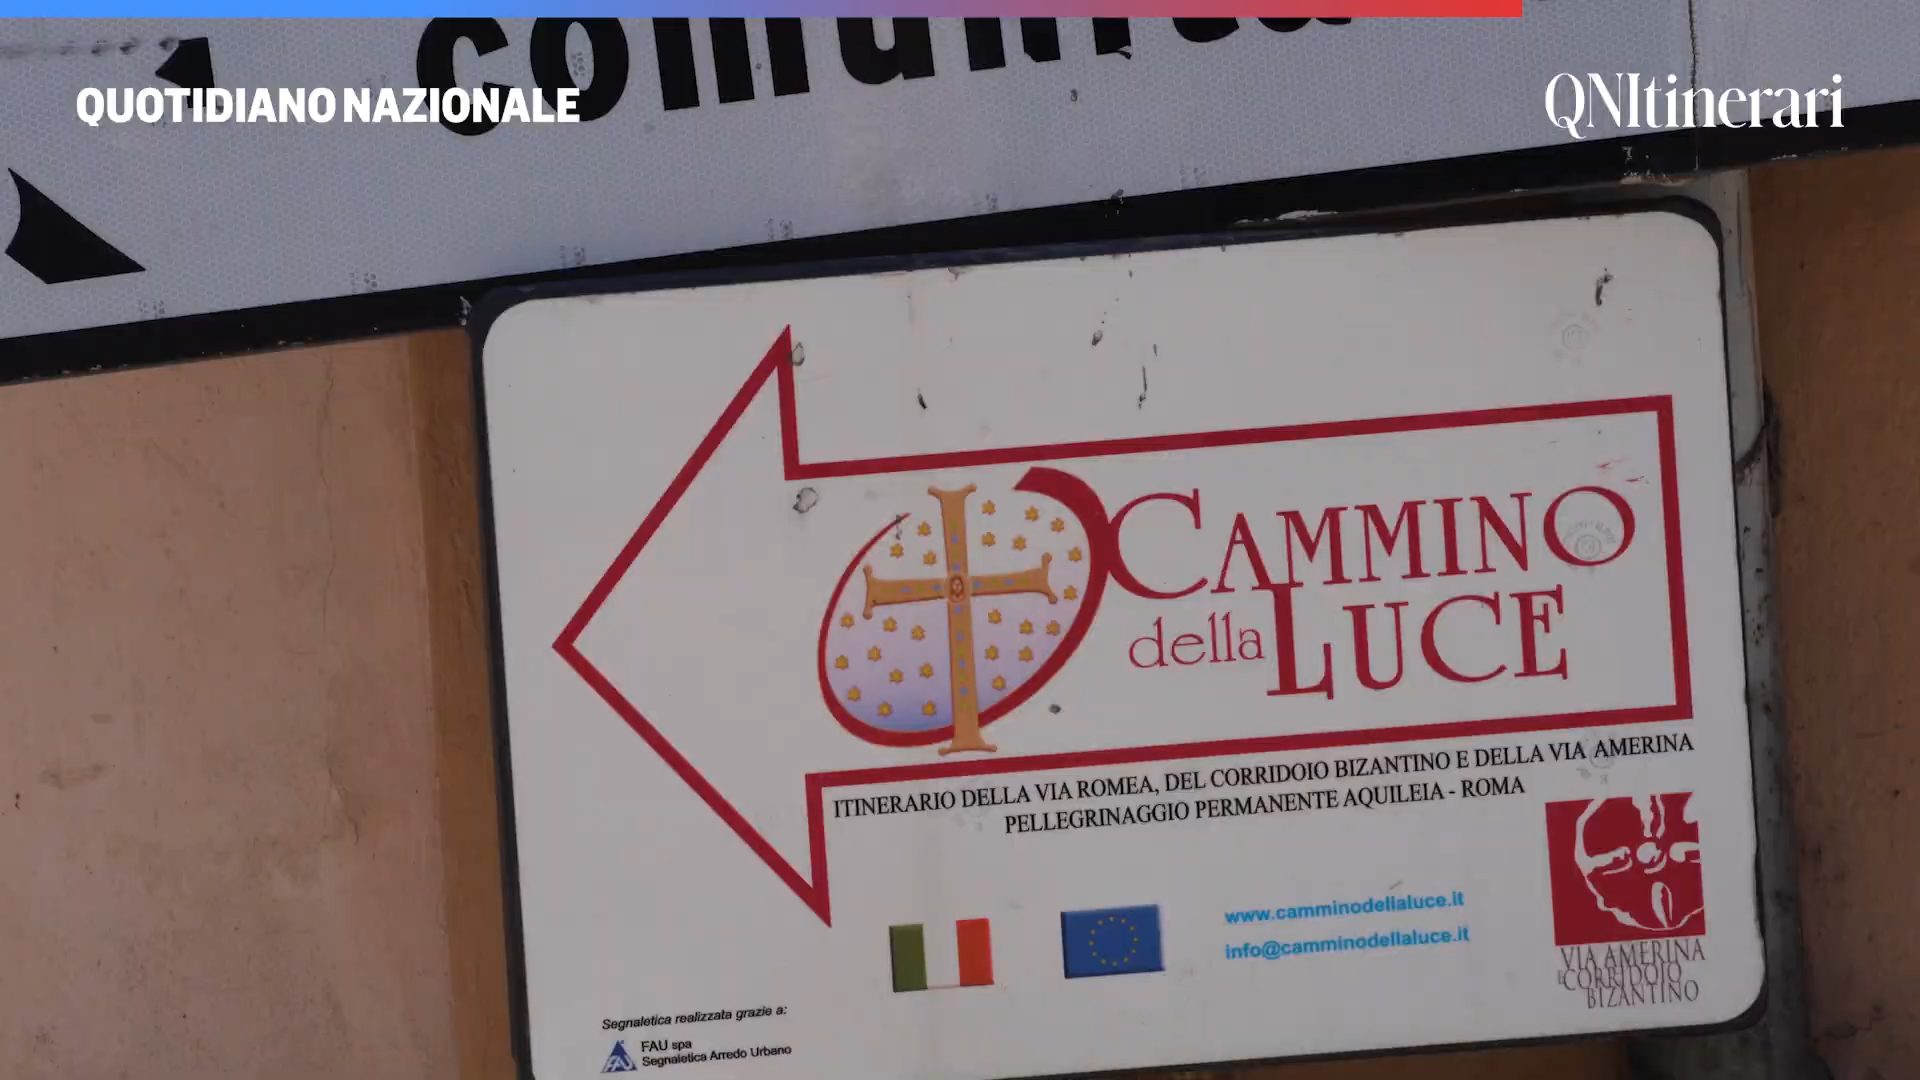 comunità
QUOTIDIANO NAZIONALE
QNItinerari
CAMMINO
della LUCE
ITINERARIO DELLA VIA ROMEA, DEL CORRIDOIO BIZANTINO E DELLA VIA AMERINA
PELLEGRINAGGIO PERMANENTE AQUILEIA - ROMA
www.camminodellaluce.it
info@camminodellaluce.it
VIA AMERINA
E CORRIDOIO
BIZANTINO
Segnaletica realizzata grazie a:
FAU
FAU spa
Segnaletica Arredo Urbano